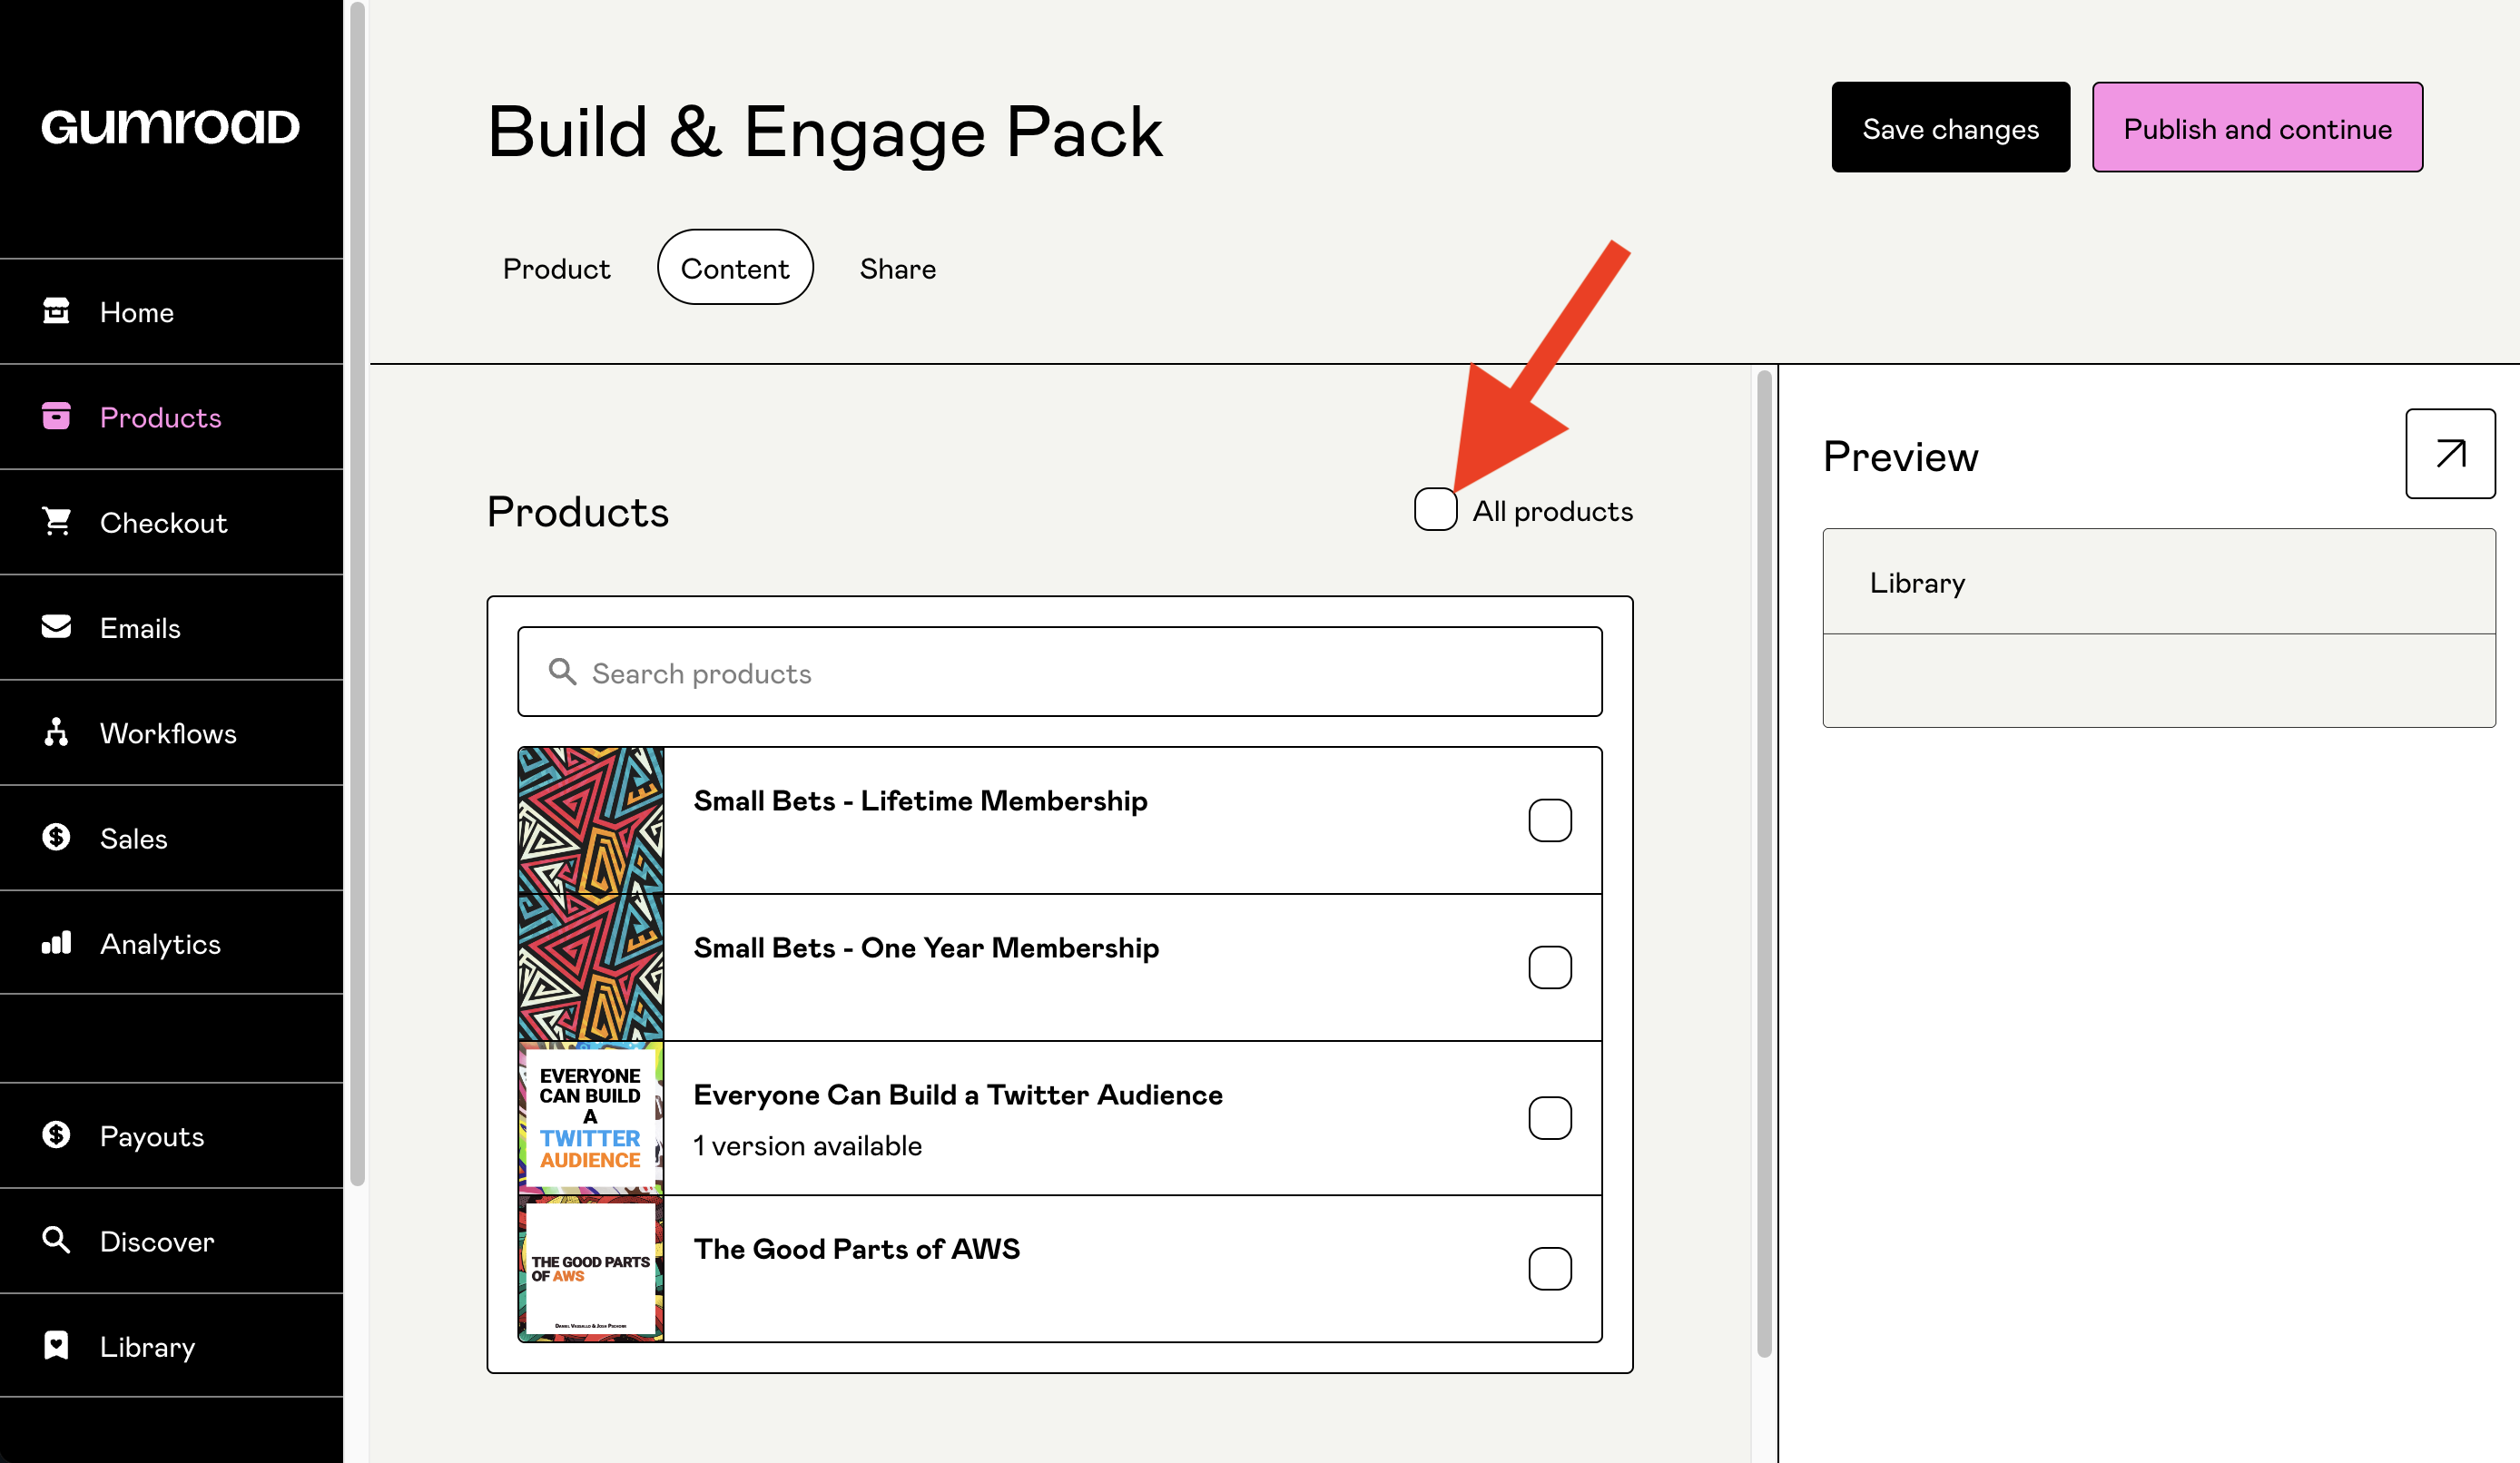 GUMROAD
Home
Products
Checkout
Emails
Workflows
Sales
Analytics
Payouts
Discover
Library
Build & Engage Pack
Save changes
Publish and continue
Product
Content
Share
Products
All products
Search products
Small Bets - Lifetime Membership
Small Bets - One Year Membership
EVERYONE
CAN BUILD
A
TWITTER
AUDIENCE
Everyone Can Build a Twitter Audience
1 version available
THE GOOD PARTS
OF AWS
The Good Parts of AWS
Preview
Library